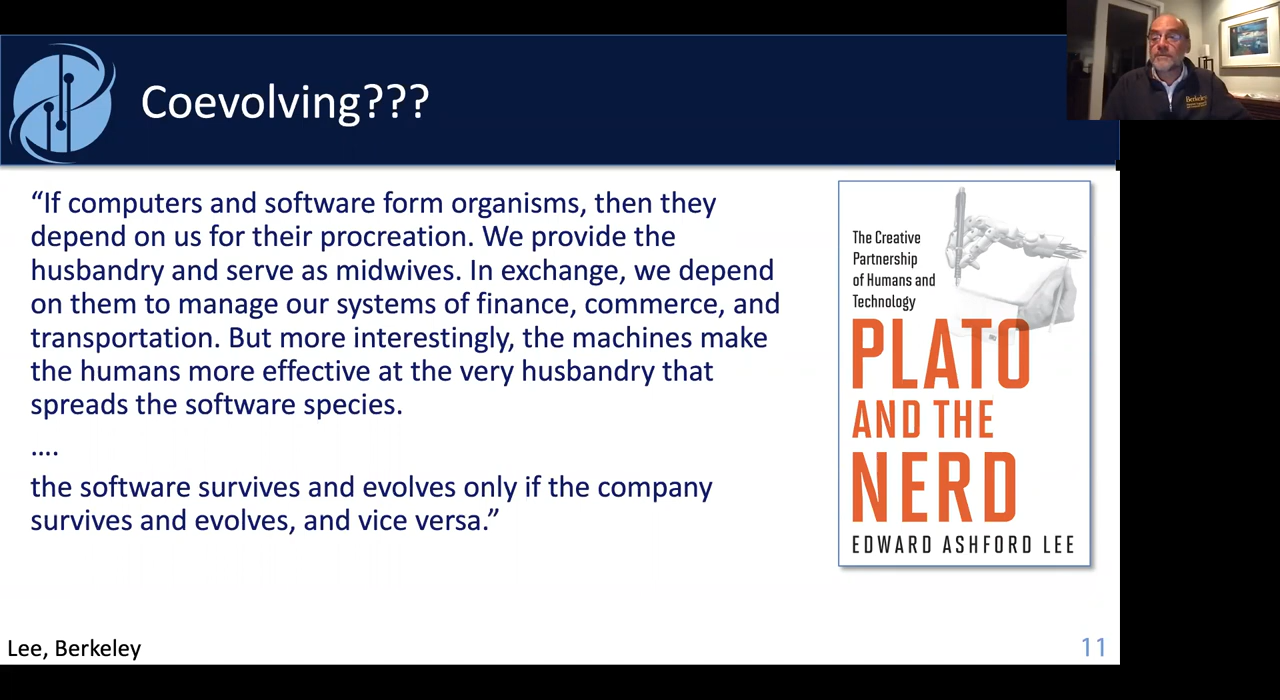 Coevolving???
“If computers and software form organisms, then they
depend on us for their procreation. We provide the
husbandry and serve as midwives. In exchange, we depend
on them to manage our systems of finance, commerce, and
transportation. But more interestingly, the machines make
the humans more effective at the very husbandry that
spreads the software species.
....
the software survives and evolves only if the company
survives and evolves, and vice versa.”
The Creative
Partnership
of Humans and
Technology
PLATO
AND THE
NERD
EDWARD ASHFORD LEE
Lee, Berkeley
11
Berkeley